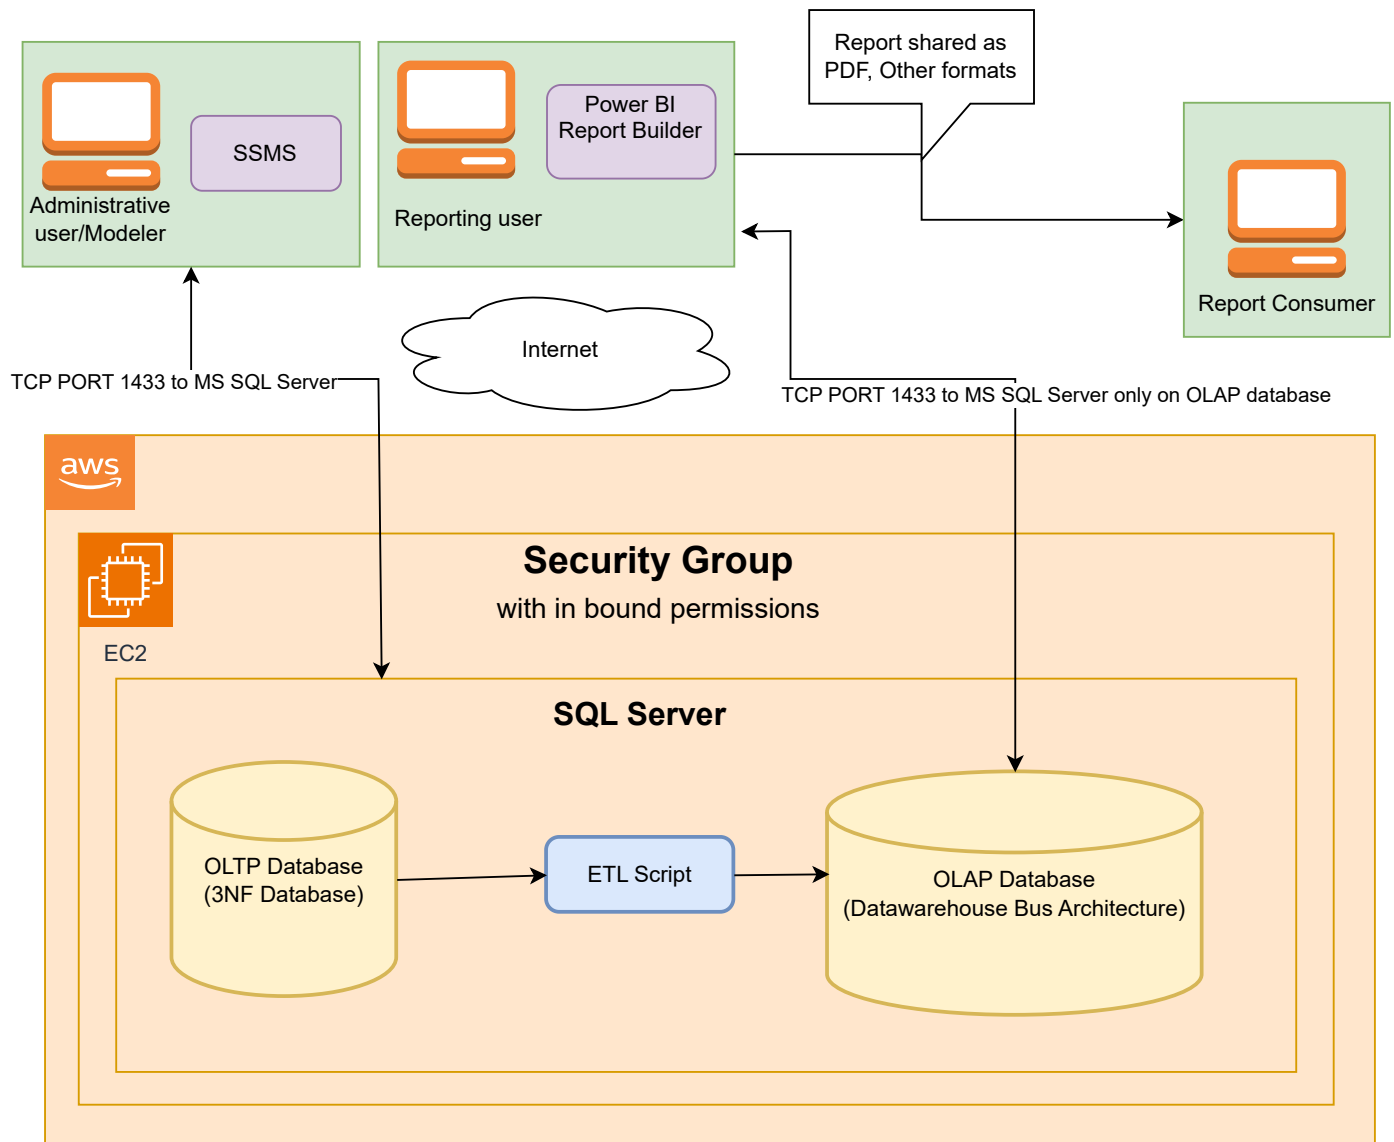 Report shared as
PDF, Other formats
Power BI
Report Builder
SSMS
Administrative
user/Modeler
Reporting user
Report Consumer
Internet
TCP PORT 1433 to MS SQL Server
TCP PORT 1433 to MS SQL Server only on OLAP database
aws
Security Group
with in bound permissions
EC2
SQL Server
OLTP Database
(3NF Database)
ETL Script
OLAP Database
(Datawarehouse Bus Architecture)